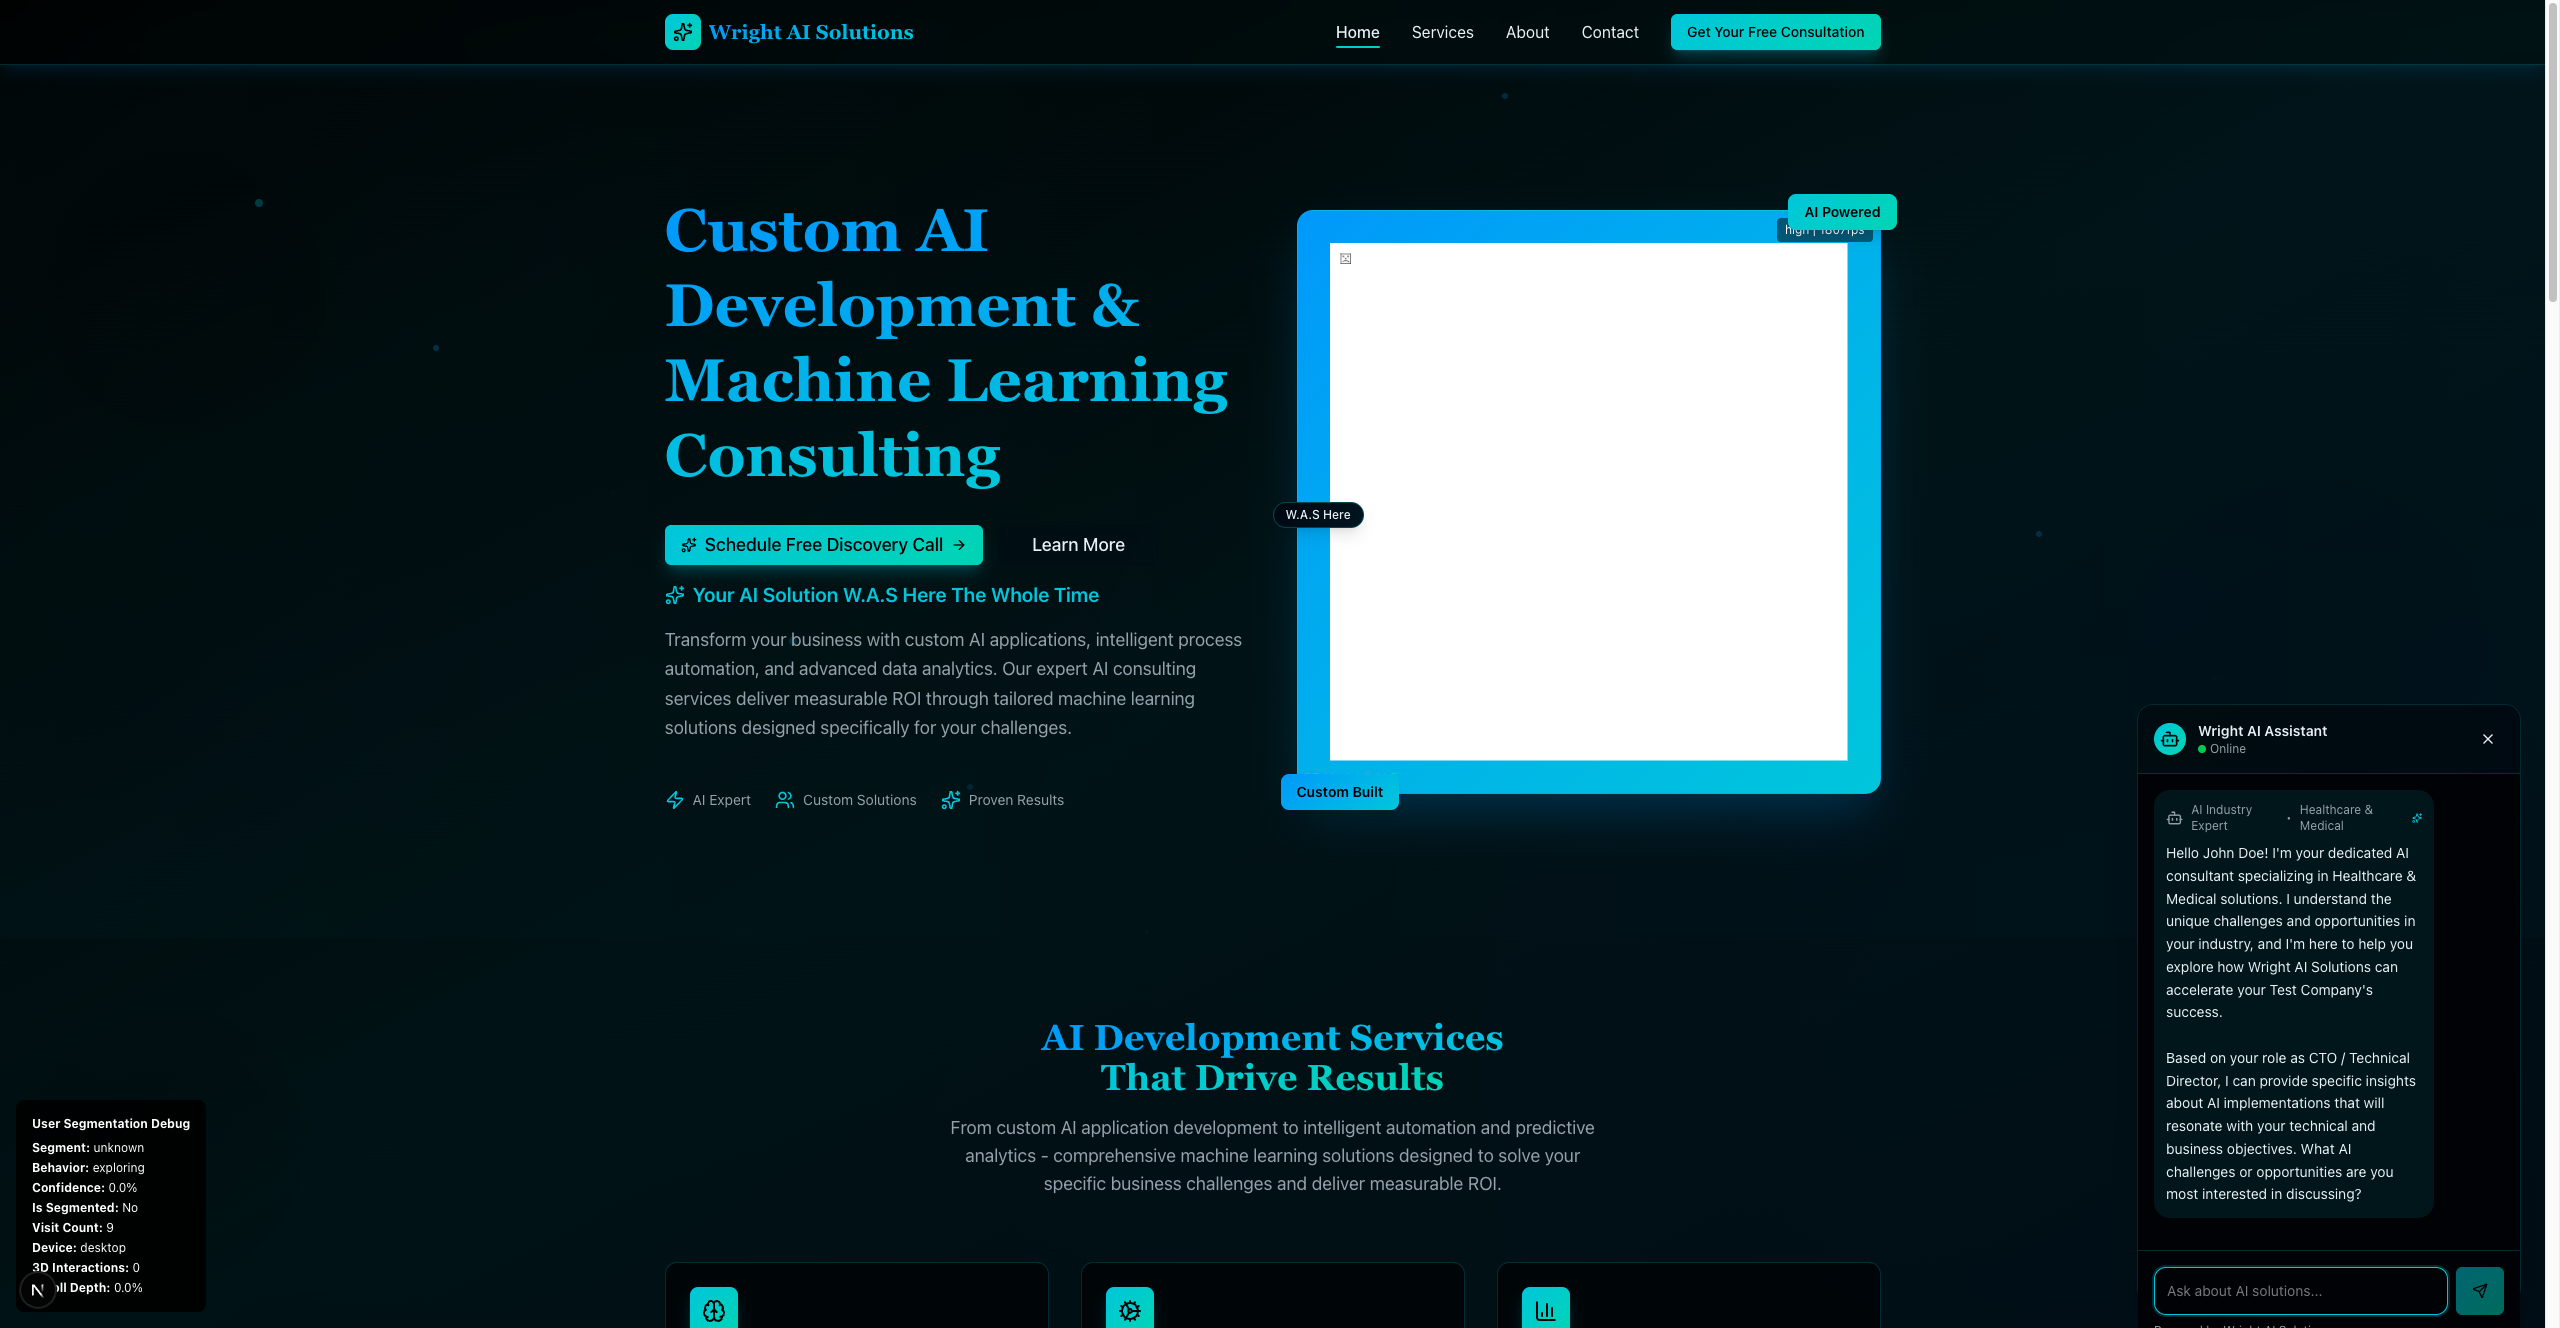 Wright AI Solutions
Home
Services
About
Contact
Get Your Free Consultation
Custom AI
Development &
Machine Learning
Consulting
Schedule Free Discovery Call
Learn More
Your AI Solution W.A.S Here The Whole Time
Transform your business with custom AI applications, intelligent process
automation, and advanced data analytics. Our expert AI consulting
services deliver measurable ROI through tailored machine learning
solutions designed specifically for your challenges.
AI Expert
Custom Solutions
Proven Results
AI Powered
high |
W.A.S Here
Custom Built
AI Development Services
That Drive Results
From custom AI application development to intelligent automation and predictive
analytics - comprehensive machine learning solutions designed to solve your
specific business challenges and deliver measurable ROI.
User Segmentation Debug
Segment: unknown
Behavior: exploring
Confidence: 0.0%
Is Segmented: No
Visit Count: 9
Device: desktop
3D Interactions: 0
Depth: 0.0%
N
Wright AI Assistant
Online
AI Industry
Expert
•
Healthcare &
Medical
Hello John Doe! I'm your dedicated AI
consultant specializing in Healthcare &
Medical solutions. I understand the
unique challenges and opportunities in
your industry, and I'm here to help you
explore how Wright AI Solutions can
accelerate your Test Company's
success.
Based on your role as CTO / Technical
Director, I can provide specific insights
about AI implementations that will
resonate with your technical and
business objectives. What AI
challenges or opportunities are you
most interested in discussing?
Ask about AI solutions...